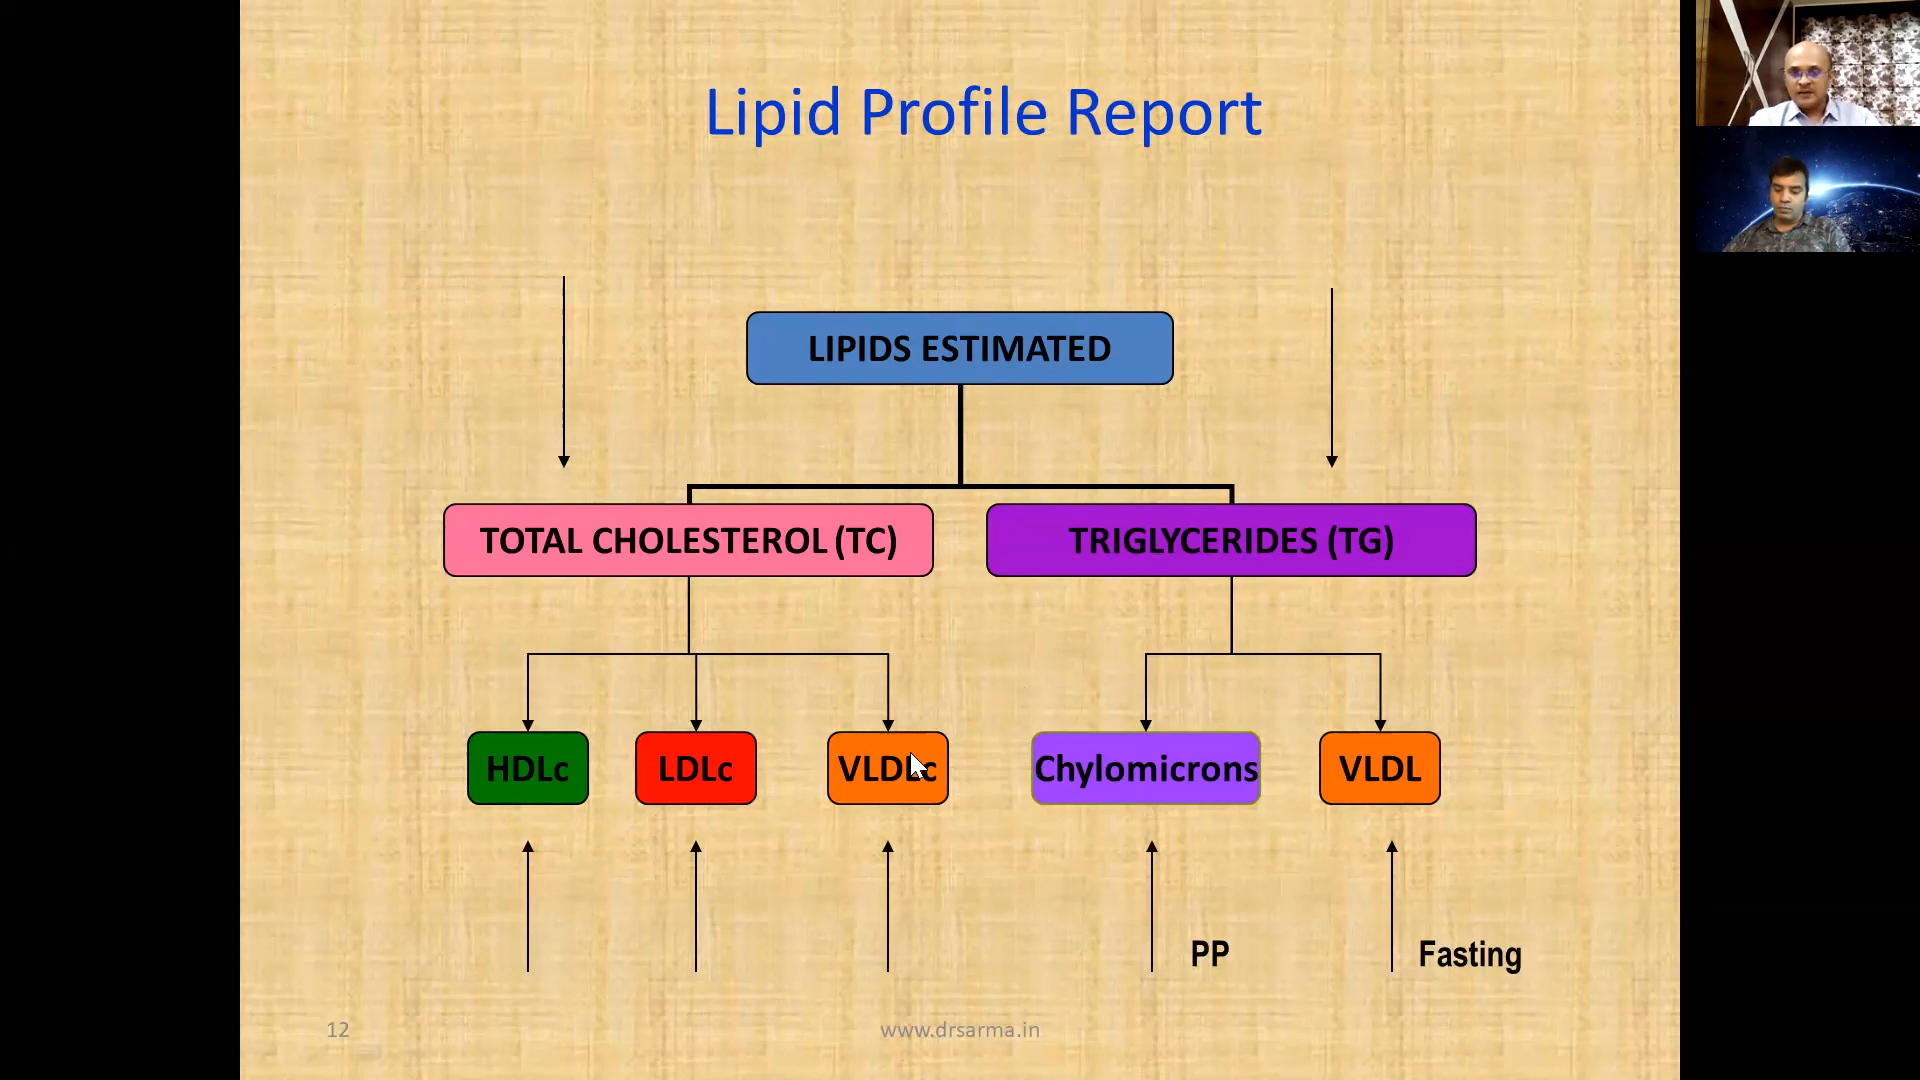 Lipid Profile Report
LIPIDS ESTIMATED
TOTAL CHOLESTEROL (TC)
TRIGLYCERIDES (TG)
HDLc
LDLc
VLDLc
Chylomicrons
VLDL
PP
Fasting
12
www.drsarma.in